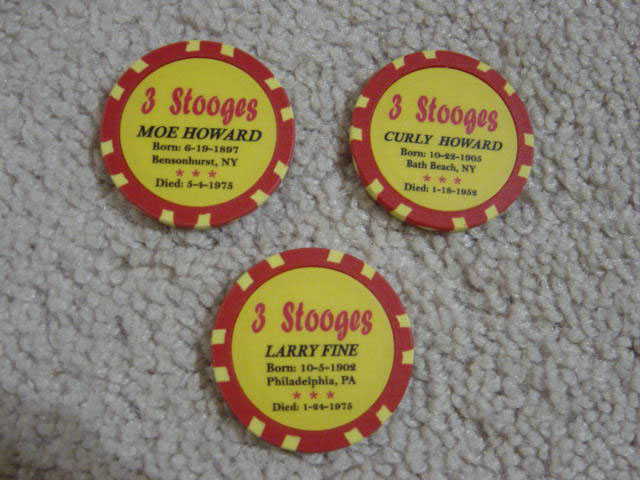 3 Stooges
MOE HOWARD
Born: 6-19-1897
Bensonhurst, NY
* * *
Died: 5-4-1975
3 Stooges
CURLY HOWARD
Born: 10-22-1905
Bath Beach, NY
* * *
Died: 1-18-1952
3 Stooges
LARRY FINE
Born: 10-5-1902
Philadelphia, PA
* * *
Died: 1-24-1975